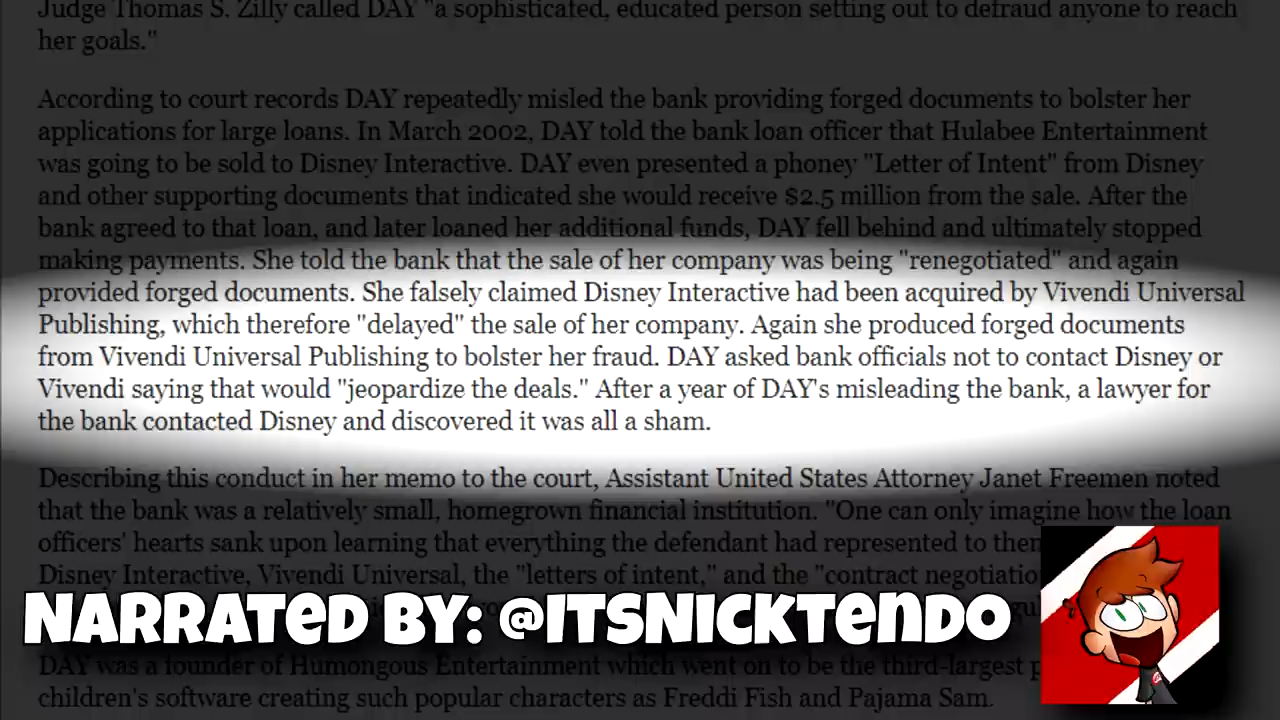 Judge Thomas S. Zilly called DAY "a sophisticated, educated person setting out to defraud anyone to reach
her goals."
According to court records DAY repeatedly misled the bank providing forged documents to bolster her
applications for large loans. In March 2002, DAY told the bank loan officer that Hulabee Entertainment
was going to be sold to Disney Interactive. DAY even presented a phoney "Letter of Intent" from Disney
and other supporting documents that indicated she would receive $2.5 million from the sale. After the
bank agreed to that loan, and later loaned her additional funds, DAY fell behind and ultimately stopped
making payments. She told the bank that the sale of her company was being "renegotiated" and again
provided forged documents. She falsely claimed Disney Interactive had been acquired by Vivendi Universal
Publishing, which therefore "delayed" the sale of her company. Again she produced forged documents
from Vivendi Universal Publishing to bolster her fraud. DAY asked bank officials not to contact Disney or
Vivendi saying that would "jeopardize the deals." After a year of DAY's misleading the bank, a lawyer for
the bank contacted Disney and discovered it was all a sham.
Describing this conduct in her memo to the court, Assistant United States Attorney Janet Freemen noted
that the bank was a relatively small, homegrown financial institution. "One can only imagine how the loan
officers' hearts sank upon learning that everything the defendant had represented to
Disney Interactive, Vivendi Universal, the "letters of intent," and the "contract
NARRATED BY: @ITSNICKTENDO
DAY was a founder of Humongous Entertainment which went on to be the third-largest
children's software creating such popular characters as Freddi Fish and Pajama Sam.